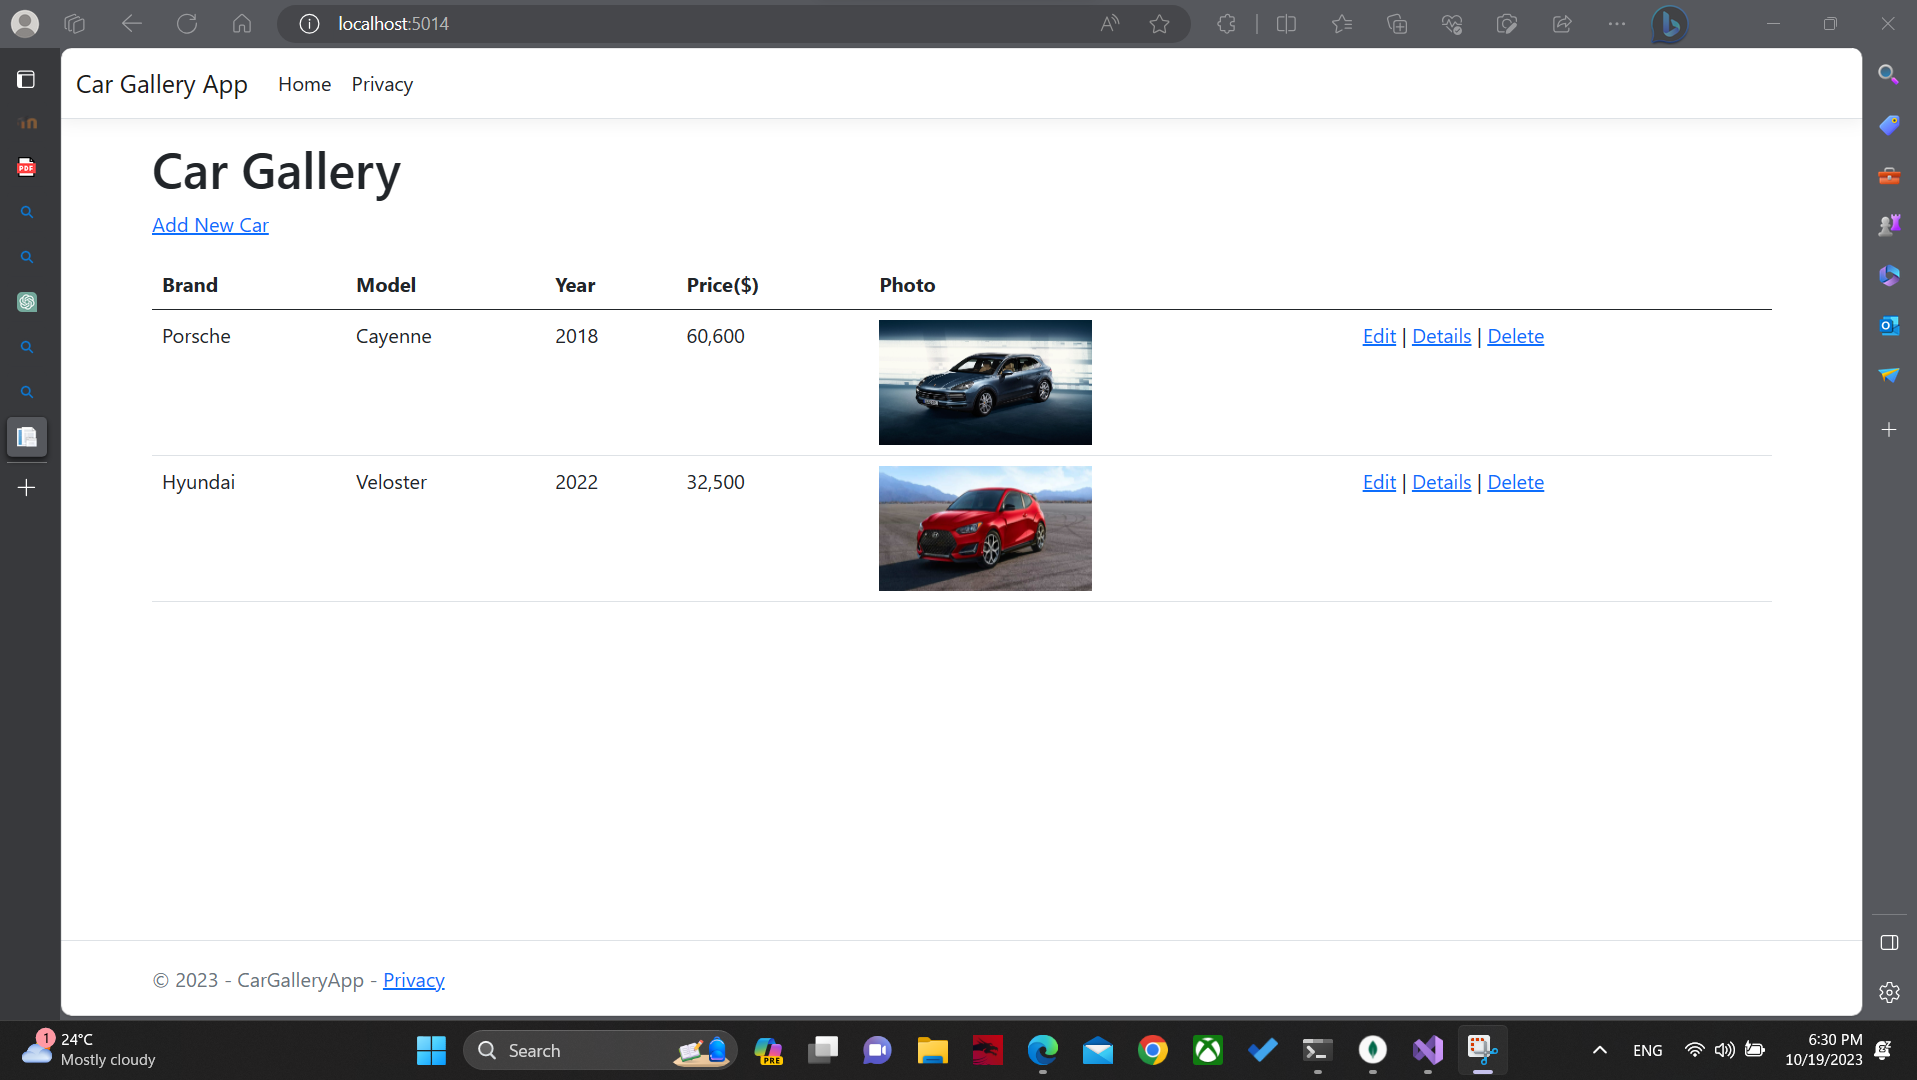 localhost:5014
Car Gallery App Home Privacy
Car Gallery
Add New Car
Brand Model Year Price($) Photo
Porsche Cayenne 2018 60,600 Edit | Details | Delete
Hyundai Veloster 2022 32,500 Edit | Details | Delete
© 2023 - CarGalleryApp - Privacy
1 24°C
Mostly cloudy
Search
PRE
ENG
6:30 PM
10/19/2023